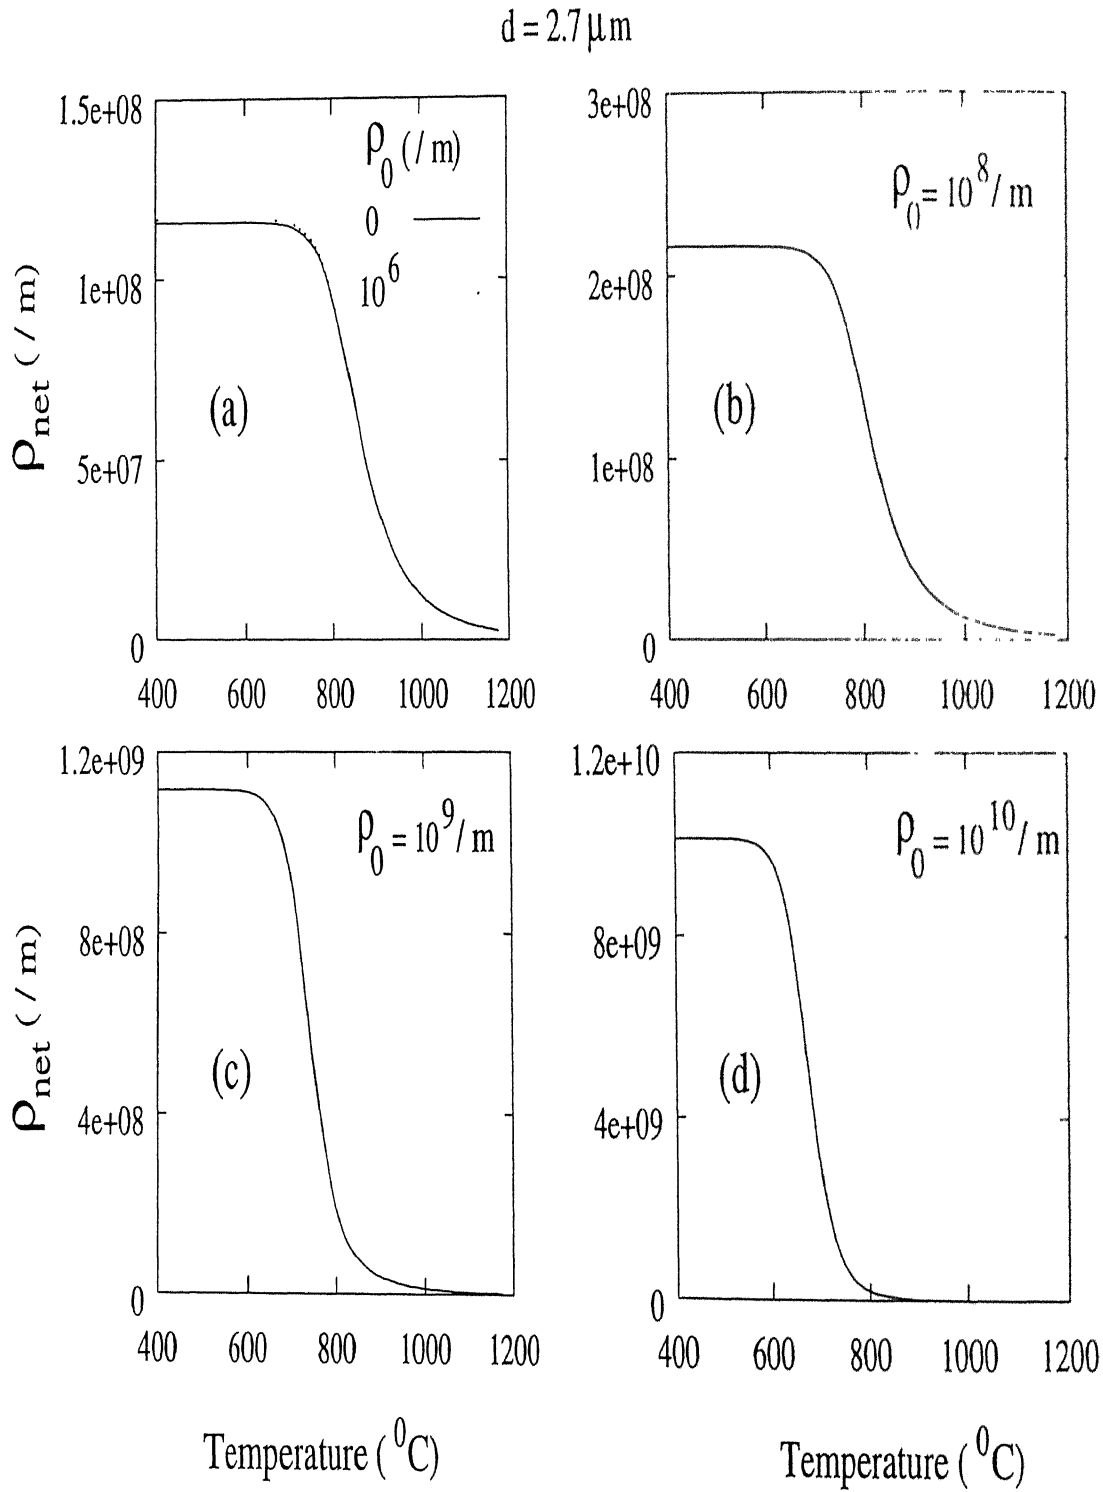 d = 2.7 μm
1.5e+08
1e+08
5e+07
0
ρnet (/ m)
ρ0 (/ m)
0
10^6
(a)
400 600 800 1000 1200
3e+08
2e+08
1e+08
0
ρ0 = 10^8/ m
(b)
400 600 800 1000 1200
1.2e+09
8e+08
4e+08
0
ρnet (/ m)
ρ0 = 10^9/ m
(c)
400 600 800 1000 1200
Temperature ( ^0C)
1.2e+10
8e+09
4e+09
0
ρ0 = 10^10/ m
(d)
400 600 800 1000 1200
Temperature ( ^0C)